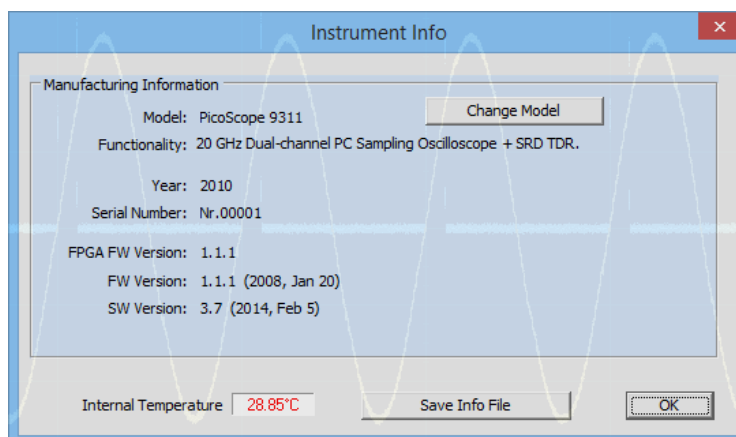 Instrument Info
Manufacturing Information
Model: PicoScope 9311
Change Model
Functionality: 20 GHz Dual-channel PC Sampling Oscilloscope + SRD TDR.
Year: 2010
Serial Number: Nr.00001
FPGA FW Version: 1.1.1
FW Version: 1.1.1 (2008, Jan 20)
SW Version: 3.7 (2014, Feb 5)
Internal Temperature 28.85°C
Save Info File
OK